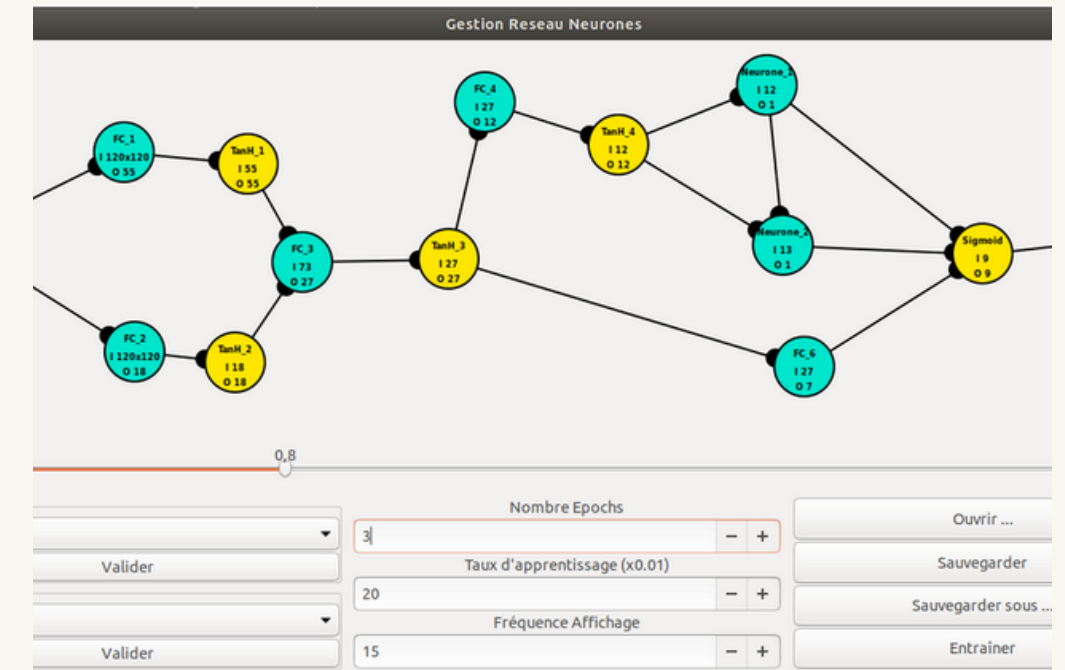 Gestion Reseau Neurones
Neurone_1
I 12
O 1
FC_4
I 27
O 12
TanH_4
I 12
O 12
FC_1
I 120x120
O 55
TanH_1
I 55
O 55
FC_3
I 73
O 27
TanH_3
I 27
O 27
Neurone_2
I 13
O 1
Sigmoid
I 9
O 9
FC_2
I 120x120
O 18
TanH_2
I 18
O 18
FC_6
I 27
O 7
0,8
Nombre Epochs
3
Taux d'apprentissage (x0.01)
20
Fréquence Affichage
15
Valider
Valider
Ouvrir ...
Sauvegarder
Sauvegarder sous ...
Entraîner